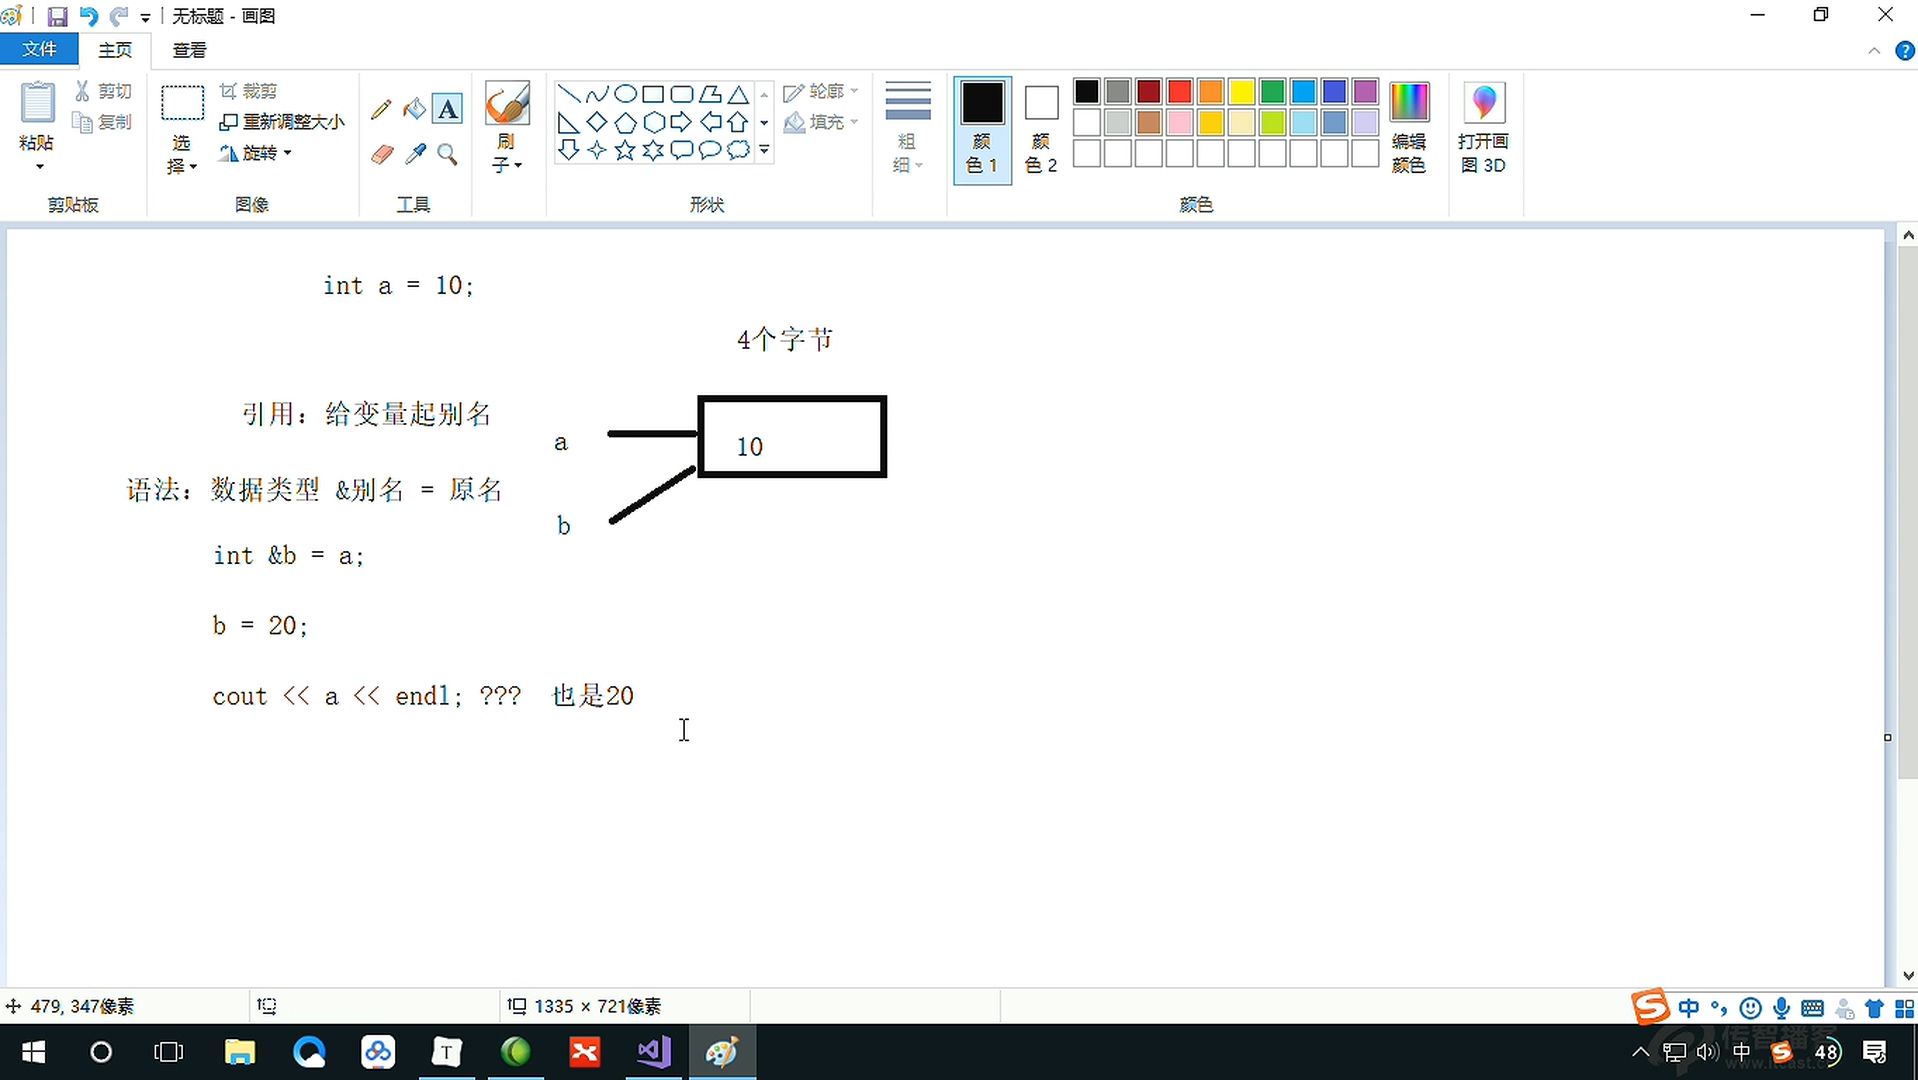 无标题 - 画图
文件 主页 查看
粘贴
剪切
复制
剪贴板
选
择
裁剪
重新调整大小
旋转
图像
A
工具
刷
子
形状
轮廓
填充
粗
细
颜
色 1
颜
色 2
颜色
编辑
颜色
打开画
图 3D
int a = 10;
4个字节
引用：给变量起别名
a
10
语法：数据类型 &别名 = 原名
b
int &b = a;
b = 20;
cout << a << endl; ??? 也是20
479, 347像素
1335 × 721像素
中
中
48
传智播客